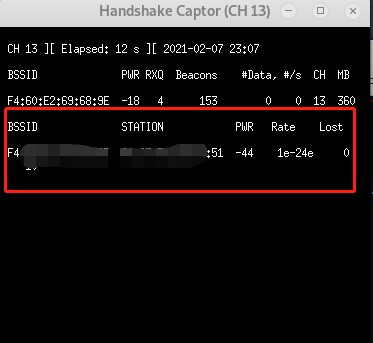 Handshake Captor (CH 13)
CH 13 ][ Elapsed: 12 s ][ 2021-02-07 23:07
BSSID PWR RXQ Beacons #Data, #/s CH MB
F4:60:E2:69:68:9E -18 4 153 0 0 13 360
BSSID STATION PWR Rate Lost
F4 :51 -44 1e-24e 0